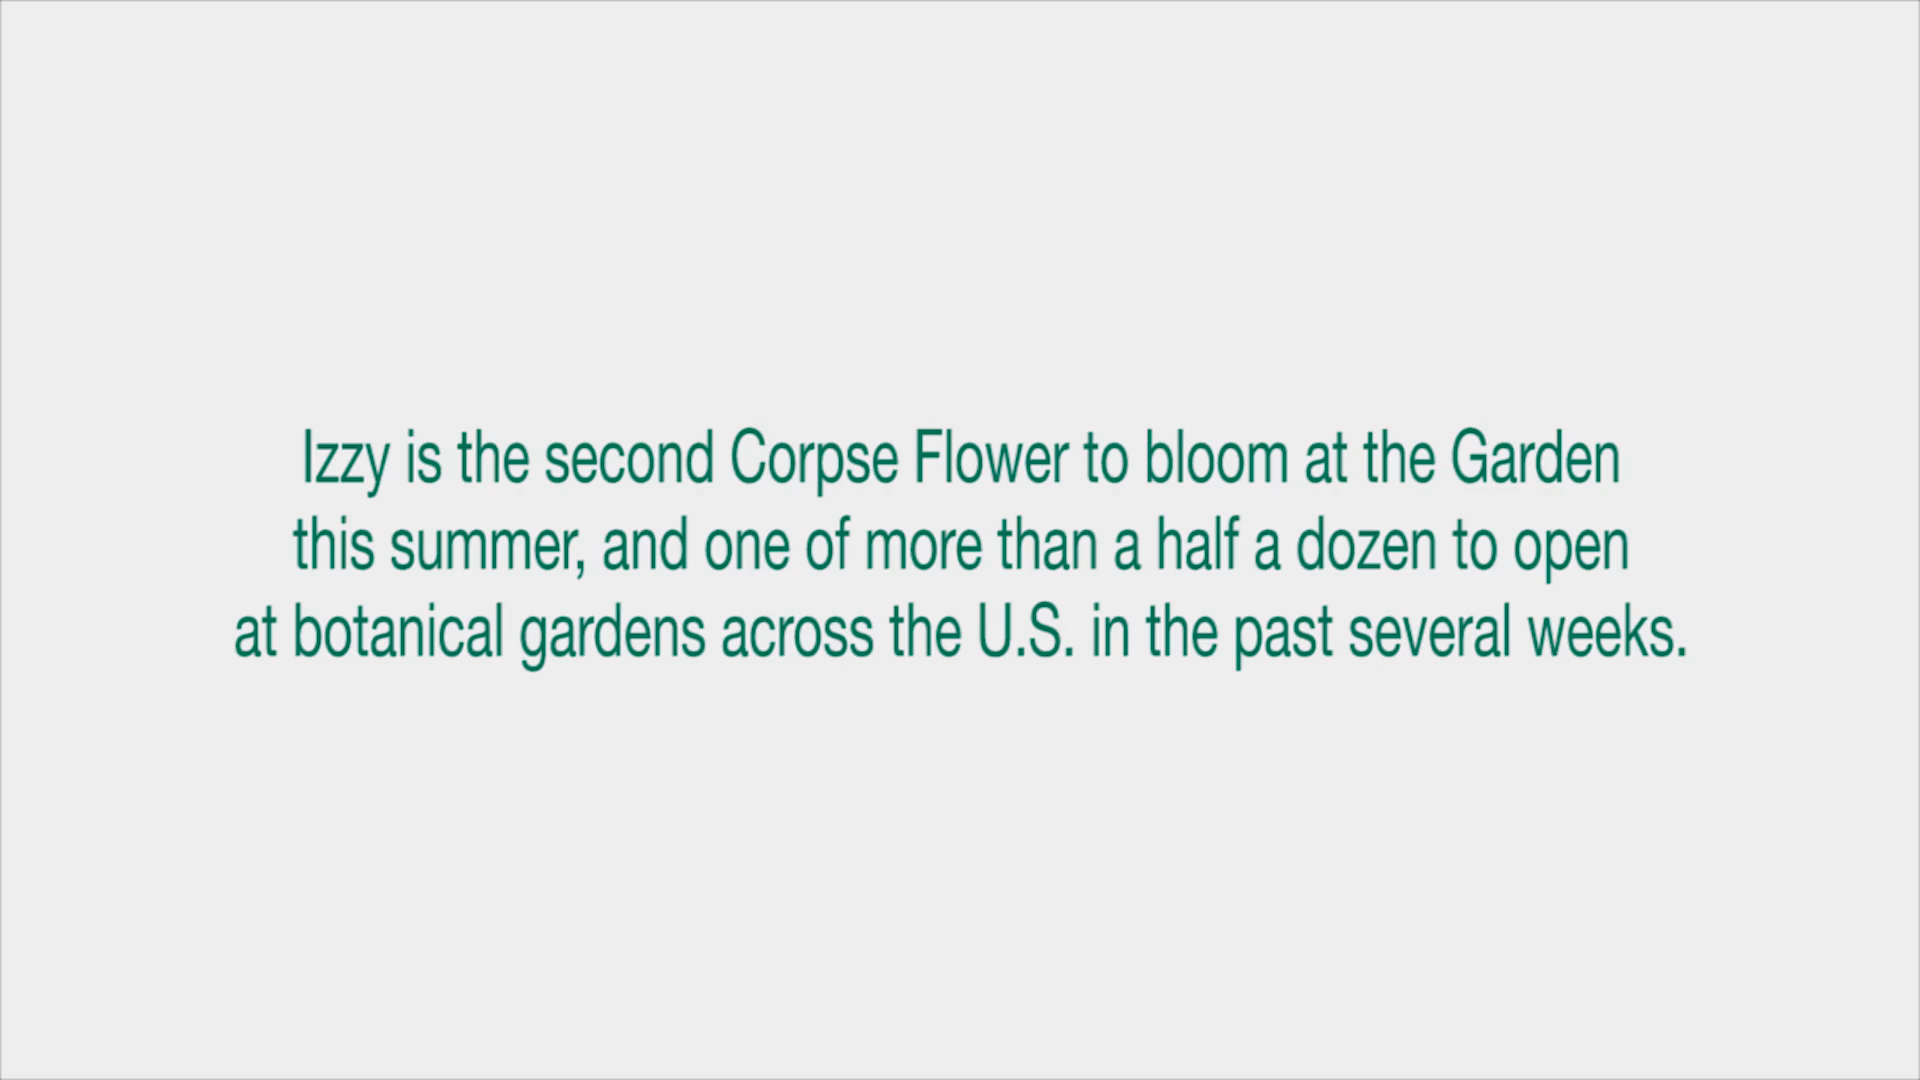 Izzy is the second Corpse Flower to bloom at the Garden
this summer, and one of more than a half a dozen to open
at botanical gardens across the U.S. in the past several weeks.